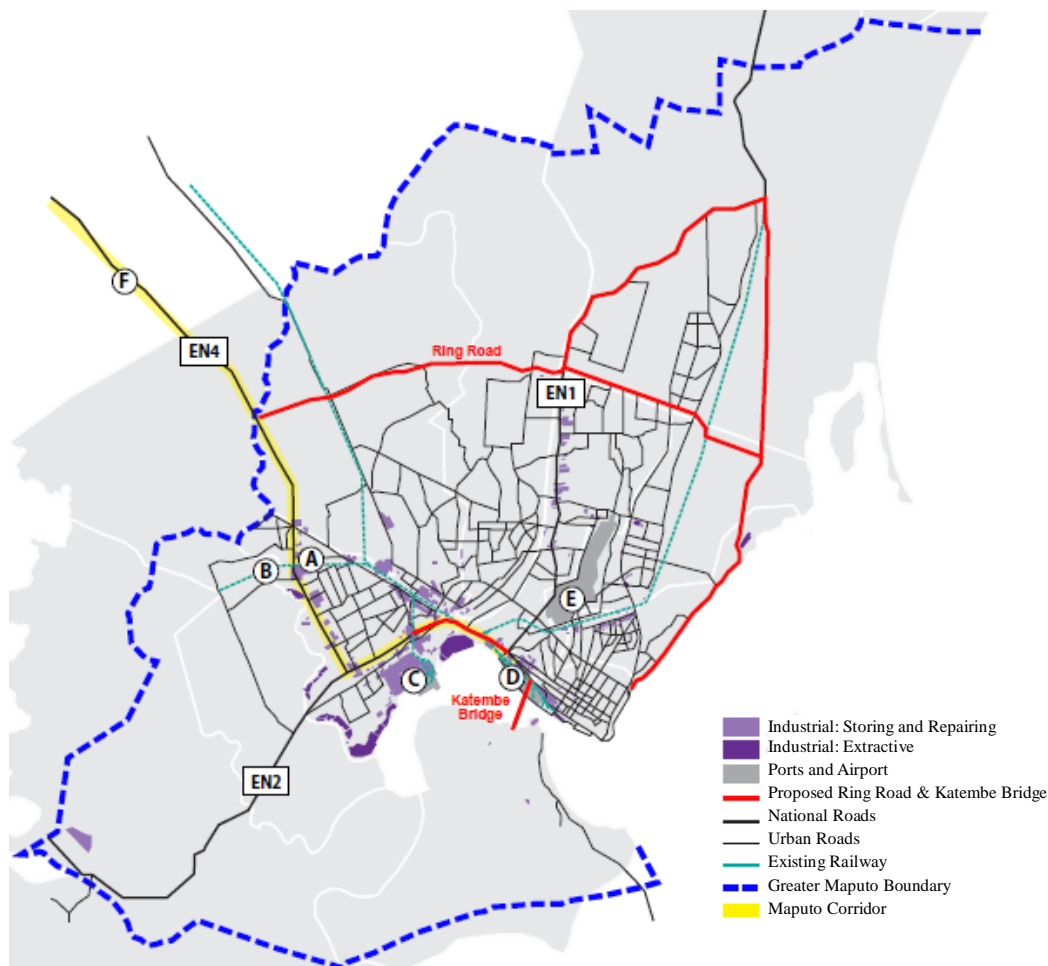 F
EN4
Ring Road
EN1
A
B
E
C
D
Katembe
Bridge
EN2
Industrial: Storing and Repairing
Industrial: Extractive
Ports and Airport
Proposed Ring Road & Katembe Bridge
National Roads
Urban Roads
Existing Railway
Greater Maputo Boundary
Maputo Corridor